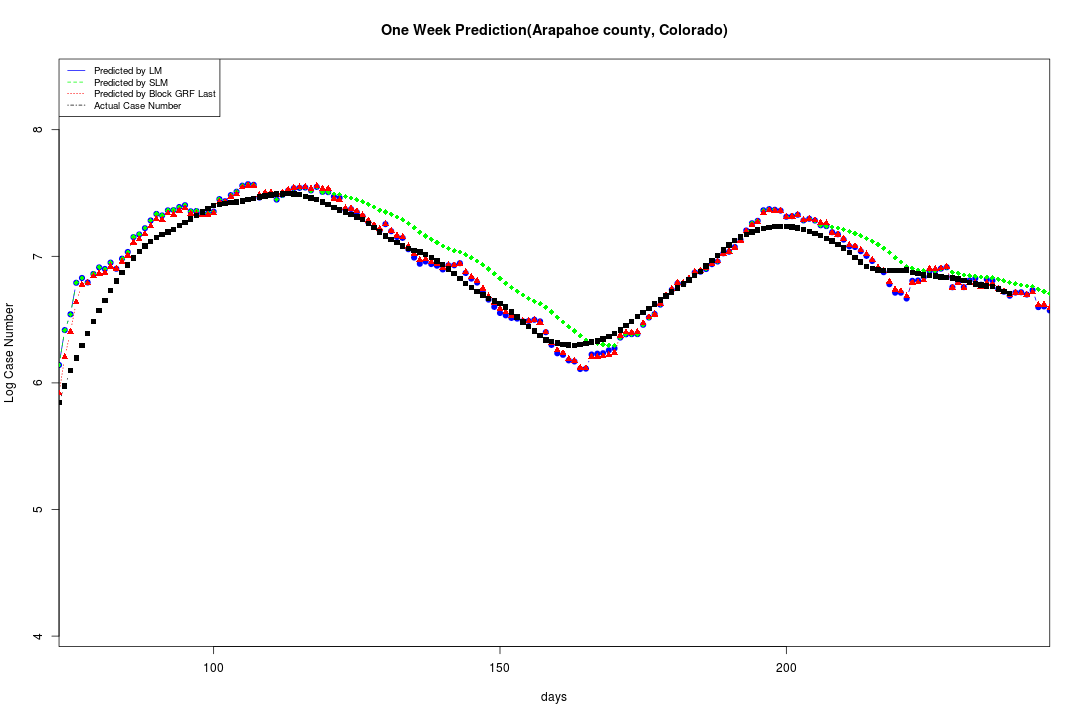 One Week Prediction(Arapahoe county, Colorado)
Predicted by LM
Predicted by SLM
Predicted by Block GRF Last
Actual Case Number
8
7
6
5
4
Log Case Number
100 150 200
days